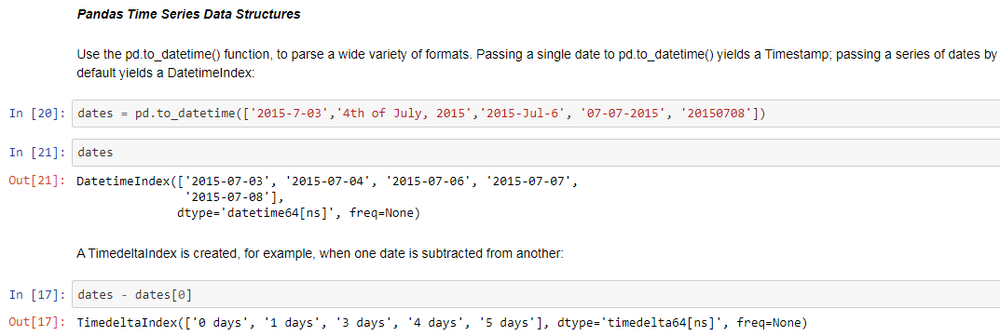 Pandas Time Series Data Structures
Use the pd.to_datetime() function, to parse a wide variety of formats. Passing a single date to pd.to_datetime() yields a Timestamp; passing a series of dates by
default yields a DatetimeIndex:
In [20]: dates = pd.to_datetime(['2015-7-03','4th of July, 2015','2015-Jul-6', '07-07-2015', '20150708'])
In [21]: dates
Out[21]: DatetimeIndex(['2015-07-03', '2015-07-04', '2015-07-06', '2015-07-07',
'2015-07-08'],
dtype='datetime64[ns]', freq=None)
A TimedeltaIndex is created, for example, when one date is subtracted from another:
In [17]: dates - dates[0]
Out[17]: TimedeltaIndex(['0 days', '1 days', '3 days', '4 days', '5 days'], dtype='timedelta64[ns]', freq=None)